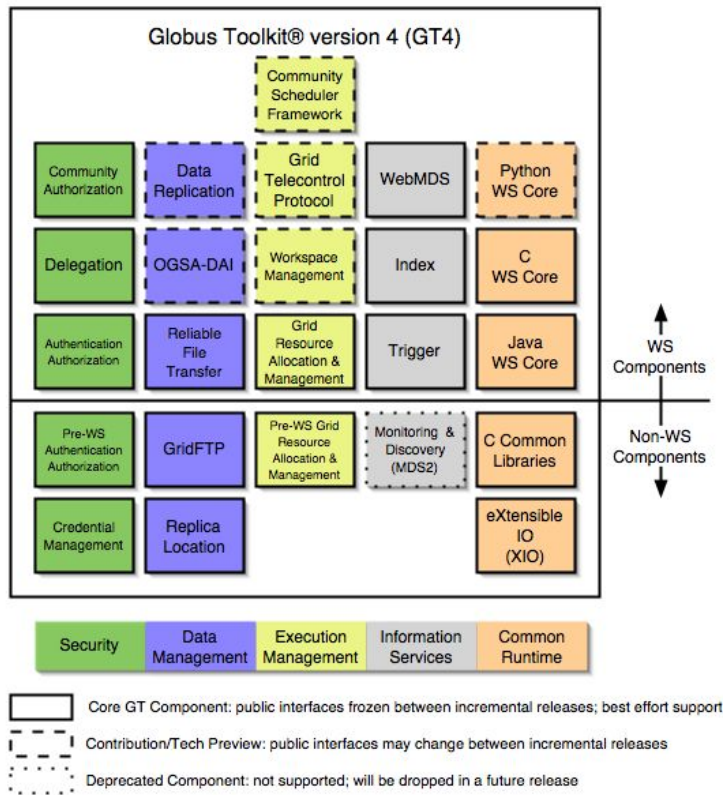 Globus Toolkit® version 4 (GT4)
Community
Scheduler
Framework
Community
Authorization
Data
Replication
Grid
Telecontrol
Protocol
WebMDS
Python
WS Core
Delegation
OGSA-DAI
Workspace
Management
Index
C
WS Core
Authentication
Authorization
Reliable
File
Transfer
Grid
Resource
Allocation &
Management
Trigger
Java
WS Core
WS
Components
Pre-WS
Authentication
Authorization
GridFTP
Pre-WS Grid
Resource
Allocation &
Management
Monitoring &
Discovery
(MDS2)
C Common
Libraries
Non-WS
Components
Credential
Management
Replica
Location
eXtensible
IO
(XIO)
Security
Data
Management
Execution
Management
Information
Services
Common
Runtime
Core GT Component: public interfaces frozen between incremental releases; best effort support
Contribution/Tech Preview: public interfaces may change between incremental releases
Deprecated Component: not supported; will be dropped in a future release